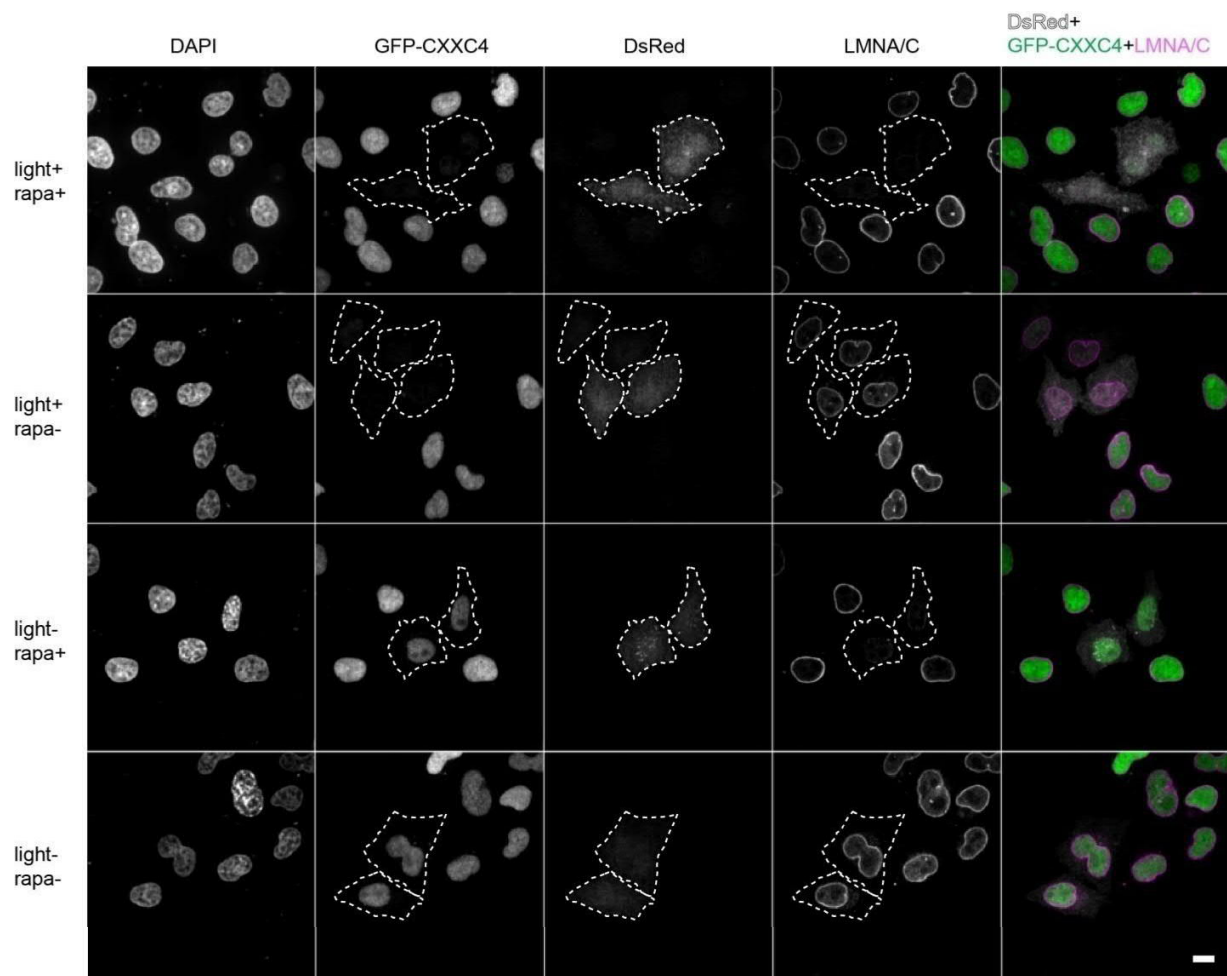 DsRed+
DAPI GFP-CXXC4 DsRed LMNA/C GFP-CXXC4+LMNA/C
light+
rapa+
light+
rapa-
light-
rapa+
light-
rapa-